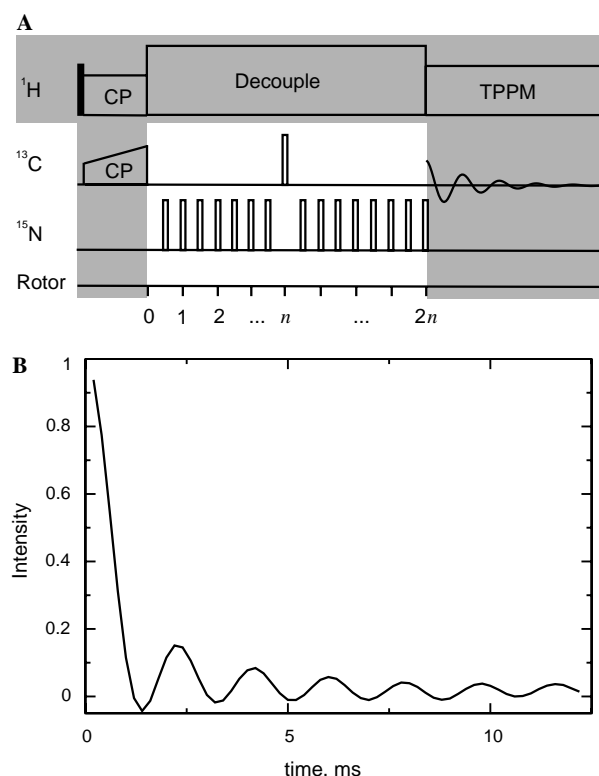 A
Decouple
¹H
CP
TPPM
¹³C
CP
¹⁵N
Rotor
0 1 2 ... n ... 2n
B
1
0.8
0.6
0.4
0.2
0
Intensity
0 5 10
time, ms